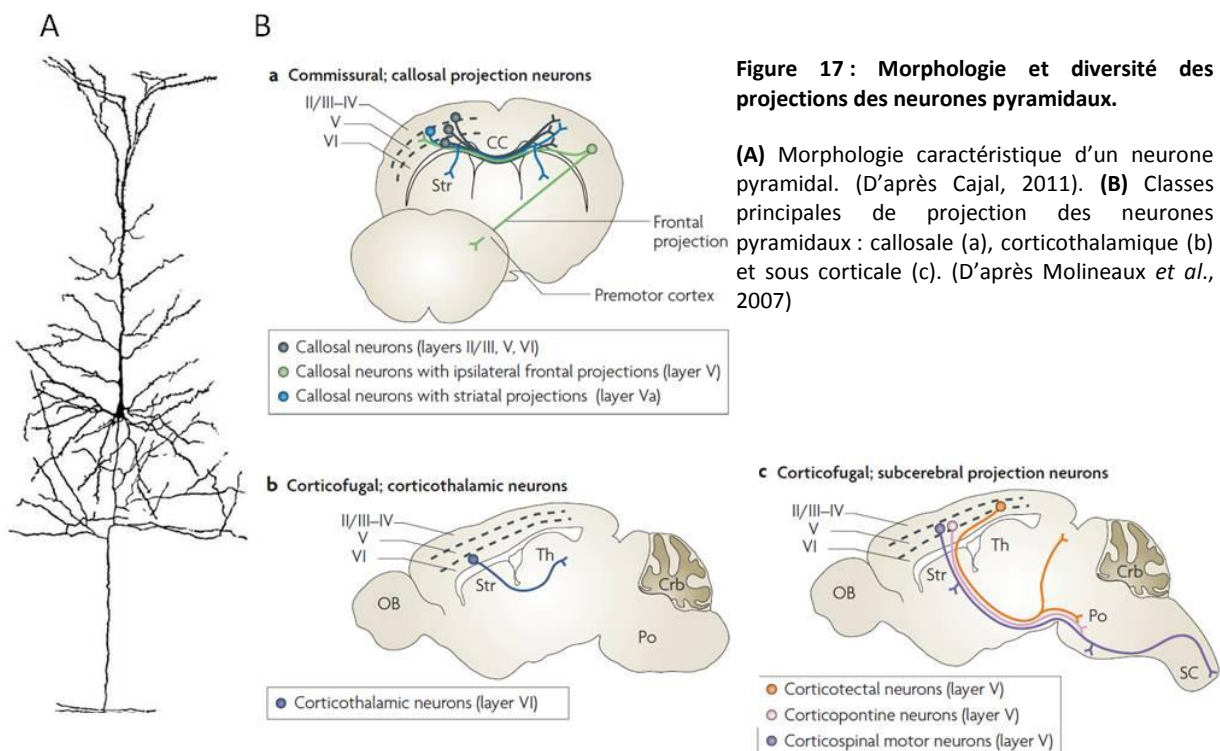 A
B
a Commissural; callosal projection neurons
II/III–IV
V
VI
CC
Str
Frontal
projection
Premotor cortex
Callosal neurons (layers II/III, V, VI)
Callosal neurons with ipsilateral frontal projections (layer V)
Callosal neurons with striatal projections (layer Va)
Figure 17 : Morphologie et diversité des
projections des neurones pyramidaux.
(A) Morphologie caractéristique d’un neurone
pyramidal. (D’après Cajal, 2011). (B) Classes
principales de projection des neurones
pyramidaux : callosale (a), corticothalamique (b)
et sous corticale (c). (D’après Molineaux et al.,
2007)
b Corticofugal; corticothalamic neurons
II/III–IV
V
VI
Th
Str
OB
Crb
Po
Corticothalamic neurons (layer VI)
c Corticofugal; subcerebral projection neurons
II/III–IV
V
VI
Th
Str
OB
Crb
Po
SC
Corticotectal neurons (layer V)
Corticopontine neurons (layer V)
Corticospinal motor neurons (layer V)